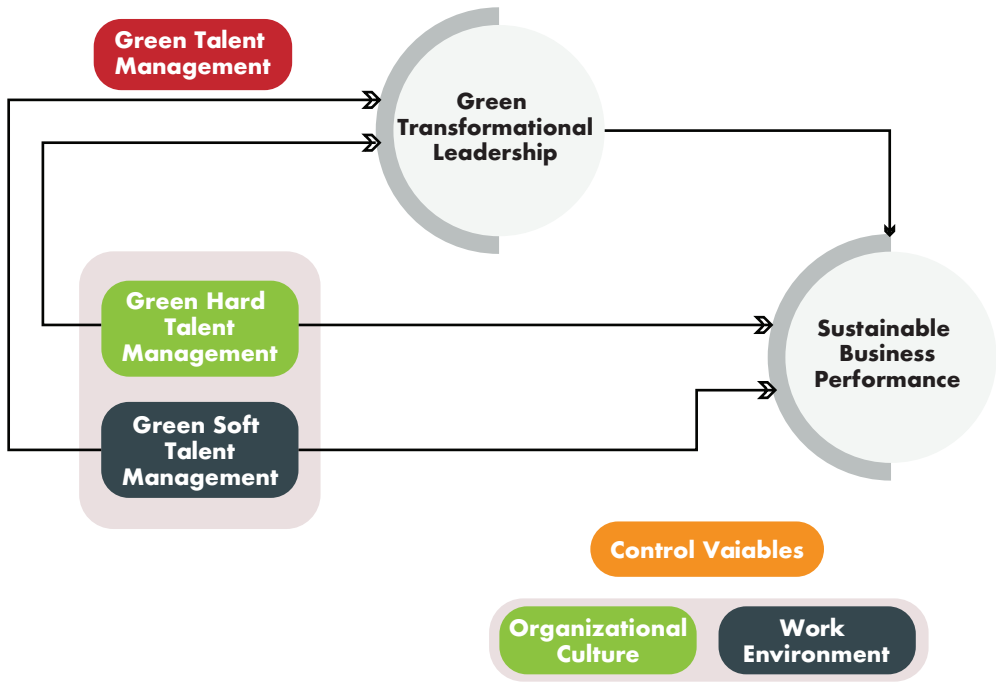 Green Talent
Management
Green
Transformational
Leadership
Green Hard
Talent
Management
Sustainable
Business
Performance
Green Soft
Talent
Management
Control Vaiables
Organizational
Culture
Work
Environment